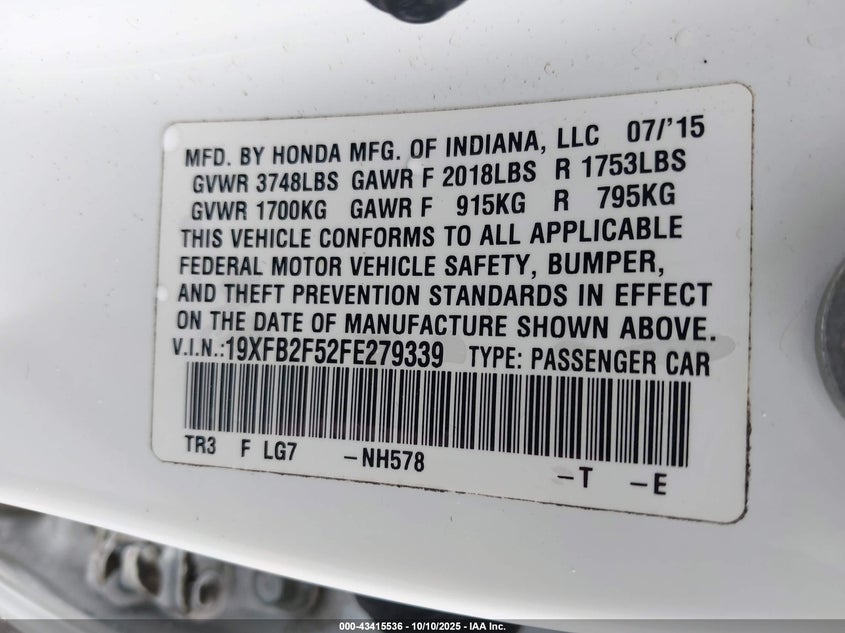 MFD. BY HONDA MFG. OF INDIANA, LLC 07/'15
GVWR 3748LBS GAWR F 2018LBS R 1753LBS
GVWR 1700KG GAWR F 915KG R 795KG
THIS VEHICLE CONFORMS TO ALL APPLICABLE
FEDERAL MOTOR VEHICLE SAFETY, BUMPER,
AND THEFT PREVENTION STANDARDS IN EFFECT
ON THE DATE OF MANUFACTURE SHOWN ABOVE.
V.I.N.:19XFB2F52FE279339 TYPE: PASSENGER CAR
TR3 F LG7 -NH578 -T -E
000-43415536 - 10/10/2025 - IAA Inc.